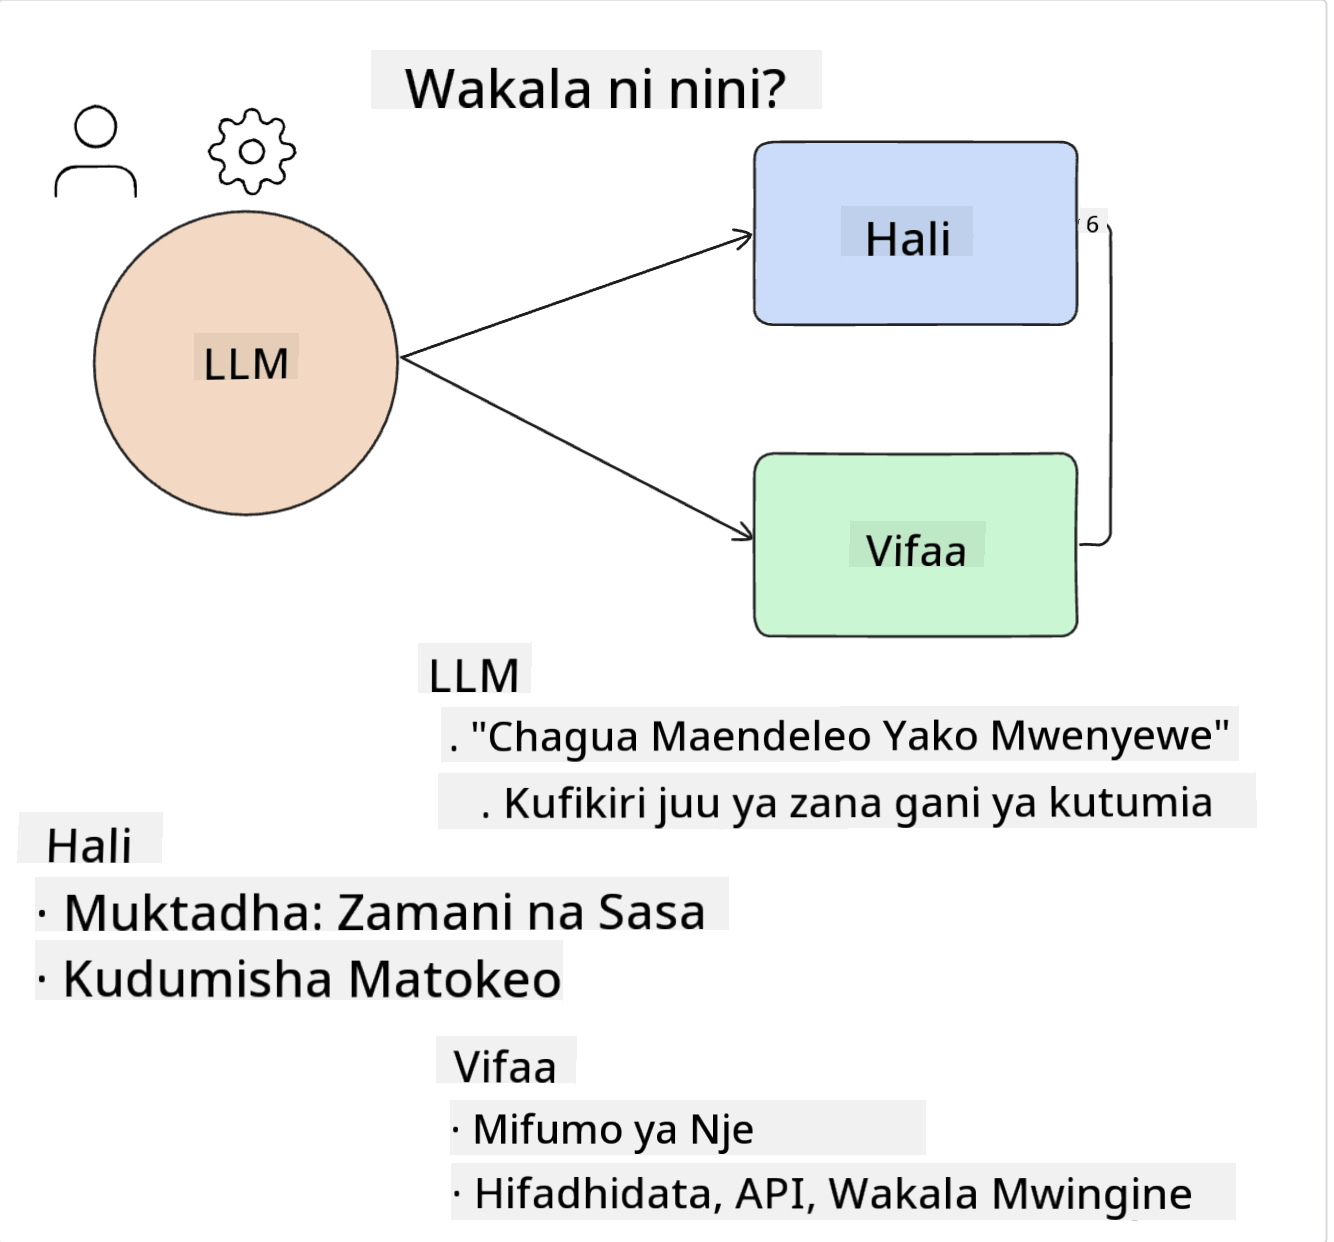 Wakala ni nini?
Hali
6
LLM
Vifaa
LLM
. "Chagua Maendeleo Yako Mwenyewe"
. Kufikiri juu ya zana gani ya kutumia
Hali
· Muktadha: Zamani na Sasa
· Kudumisha Matokeo
Vifaa
· Mifumo ya Nje
· Hifadhidata, API, Wakala Mwingine